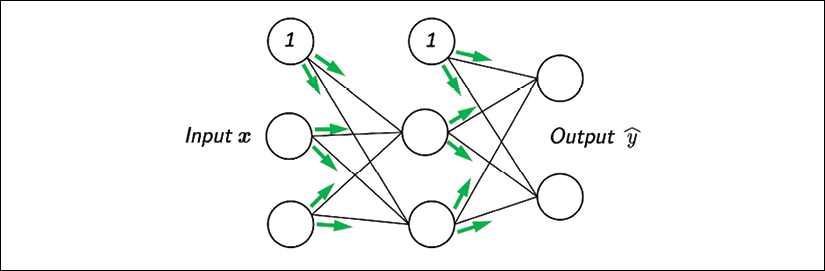 1 1
Input x
Output ŷ